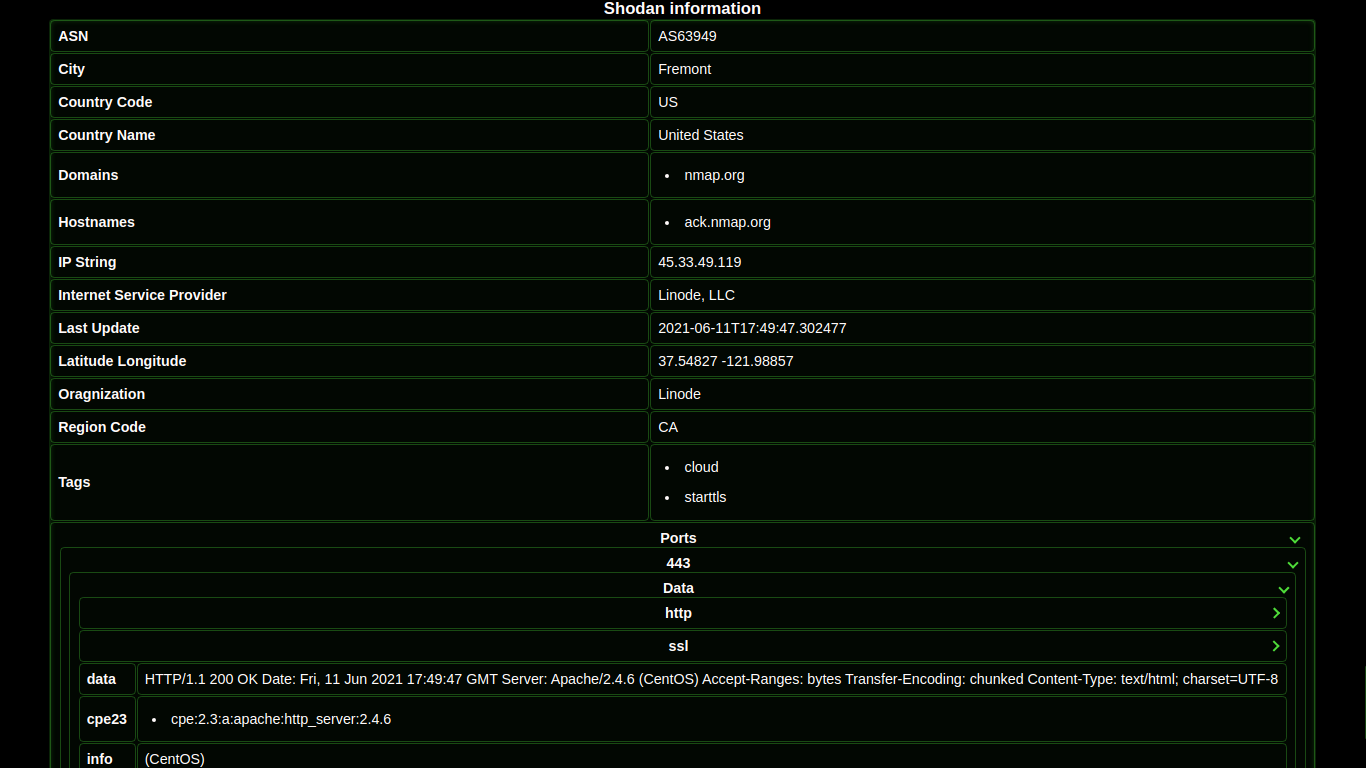 Shodan information
ASN AS63949
City Fremont
Country Code US
Country Name United States
Domains • nmap.org
Hostnames • ack.nmap.org
IP String 45.33.49.119
Internet Service Provider Linode, LLC
Last Update 2021-06-11T17:49:47.302477
Latitude Longitude 37.54827 -121.98857
Oragnization Linode
Region Code CA
Tags
• cloud
• starttls
Ports
443
Data
http
ssl
data HTTP/1.1 200 OK Date: Fri, 11 Jun 2021 17:49:47 GMT Server: Apache/2.4.6 (CentOS) Accept-Ranges: bytes Transfer-Encoding: chunked Content-Type: text/html; charset=UTF-8
cpe23 • cpe:2.3:a:apache:http_server:2.4.6
info (CentOS)